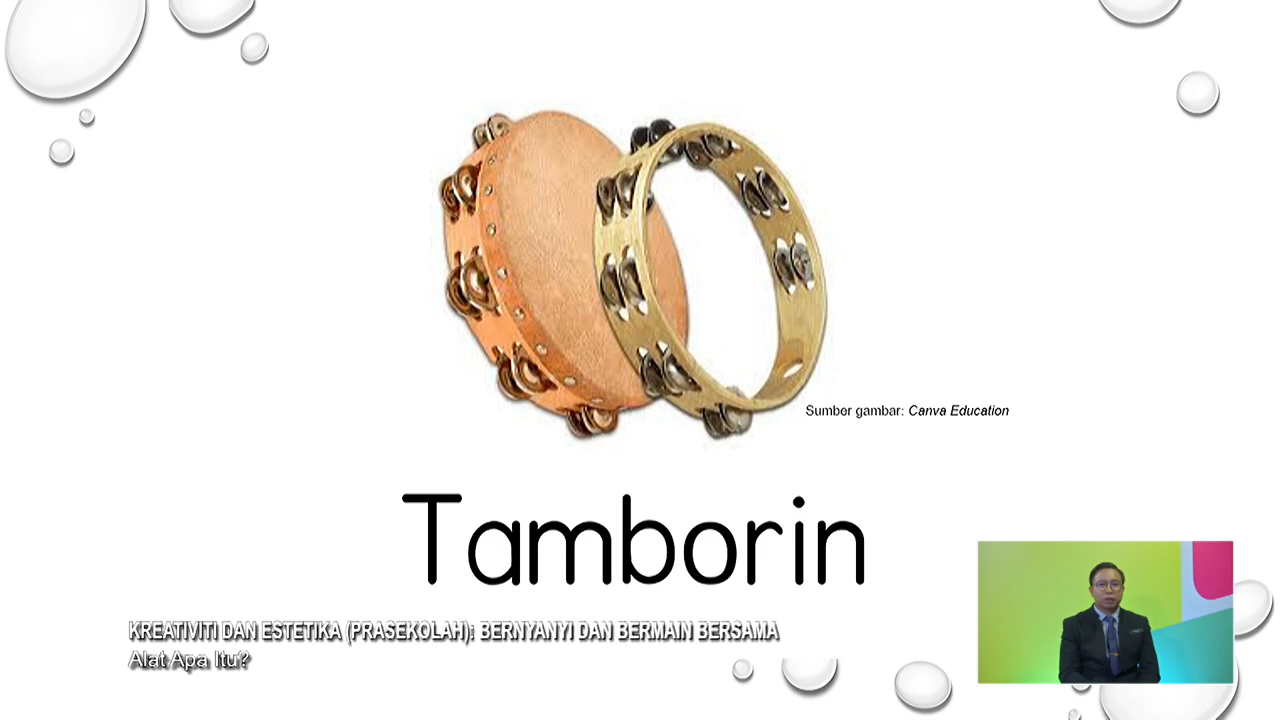 Sumber gambar: Canva Education
Tamborin
KREATIVITI DAN ESTETIKA (PRASEKOLAH): BERNYANYI DAN BERMAIN BERSAMA
Alat Apa Itu?